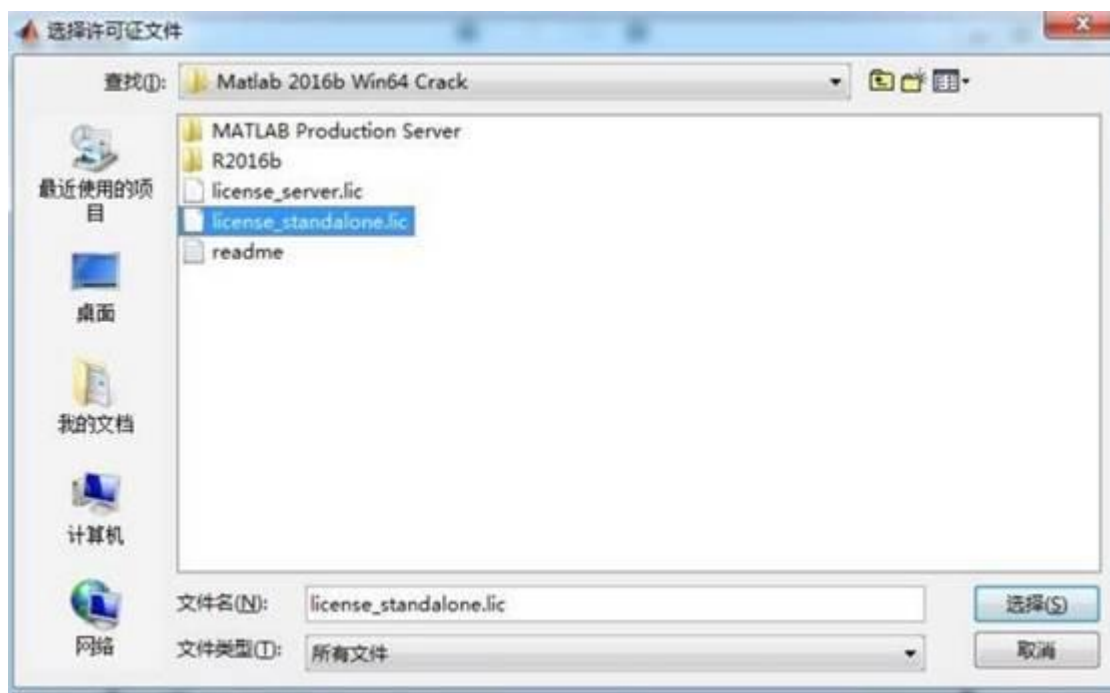 选择许可证文件
查找(I): Matlab 2016b Win64 Crack
最近使用的项
目
桌面
我的文档
计算机
网络
MATLAB Production Server
R2016b
license_server.lic
license_standalone.lic
readme
文件名(N): license_standalone.lic 选择(S)
文件类型(T): 所有文件 取消